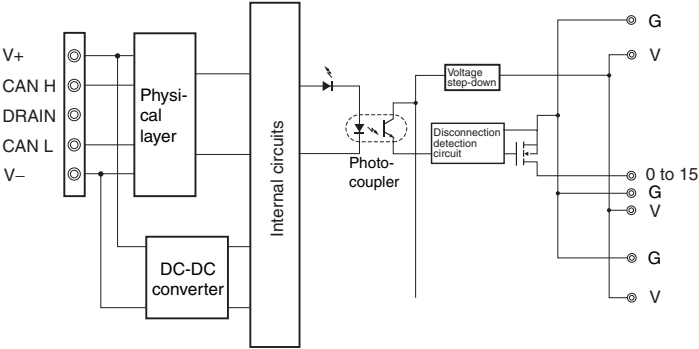 V+
CAN H
DRAIN
CAN L
V−
Physi-
cal
layer
DC-DC
converter
Internal circuits
Photo-
coupler
Voltage
step-down
Disconnection
detection
circuit
G
V
0 to 15
G
V
G
V